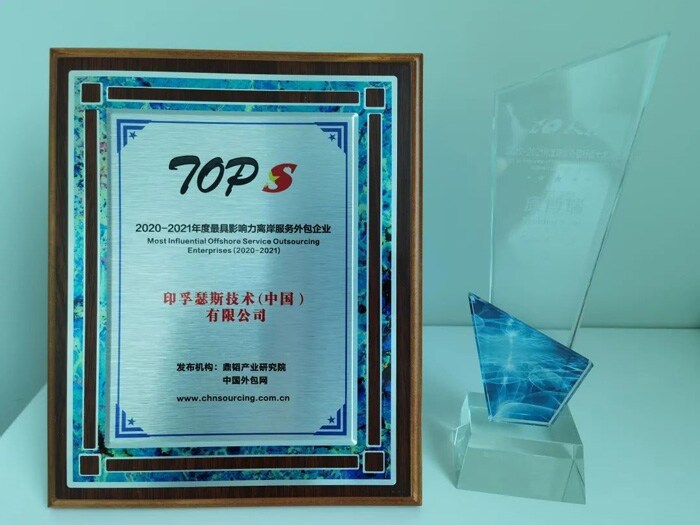 TOP S
2020-2021年度最具影响力离岸服务外包企业
Most Influential Offshore Service Outsourcing
Enterprises (2020-2021)
印孚瑟斯技术(中国)
有限公司
发布机构：鼎韬产业研究院
中国外包网
www.chnsourcing.com.cn